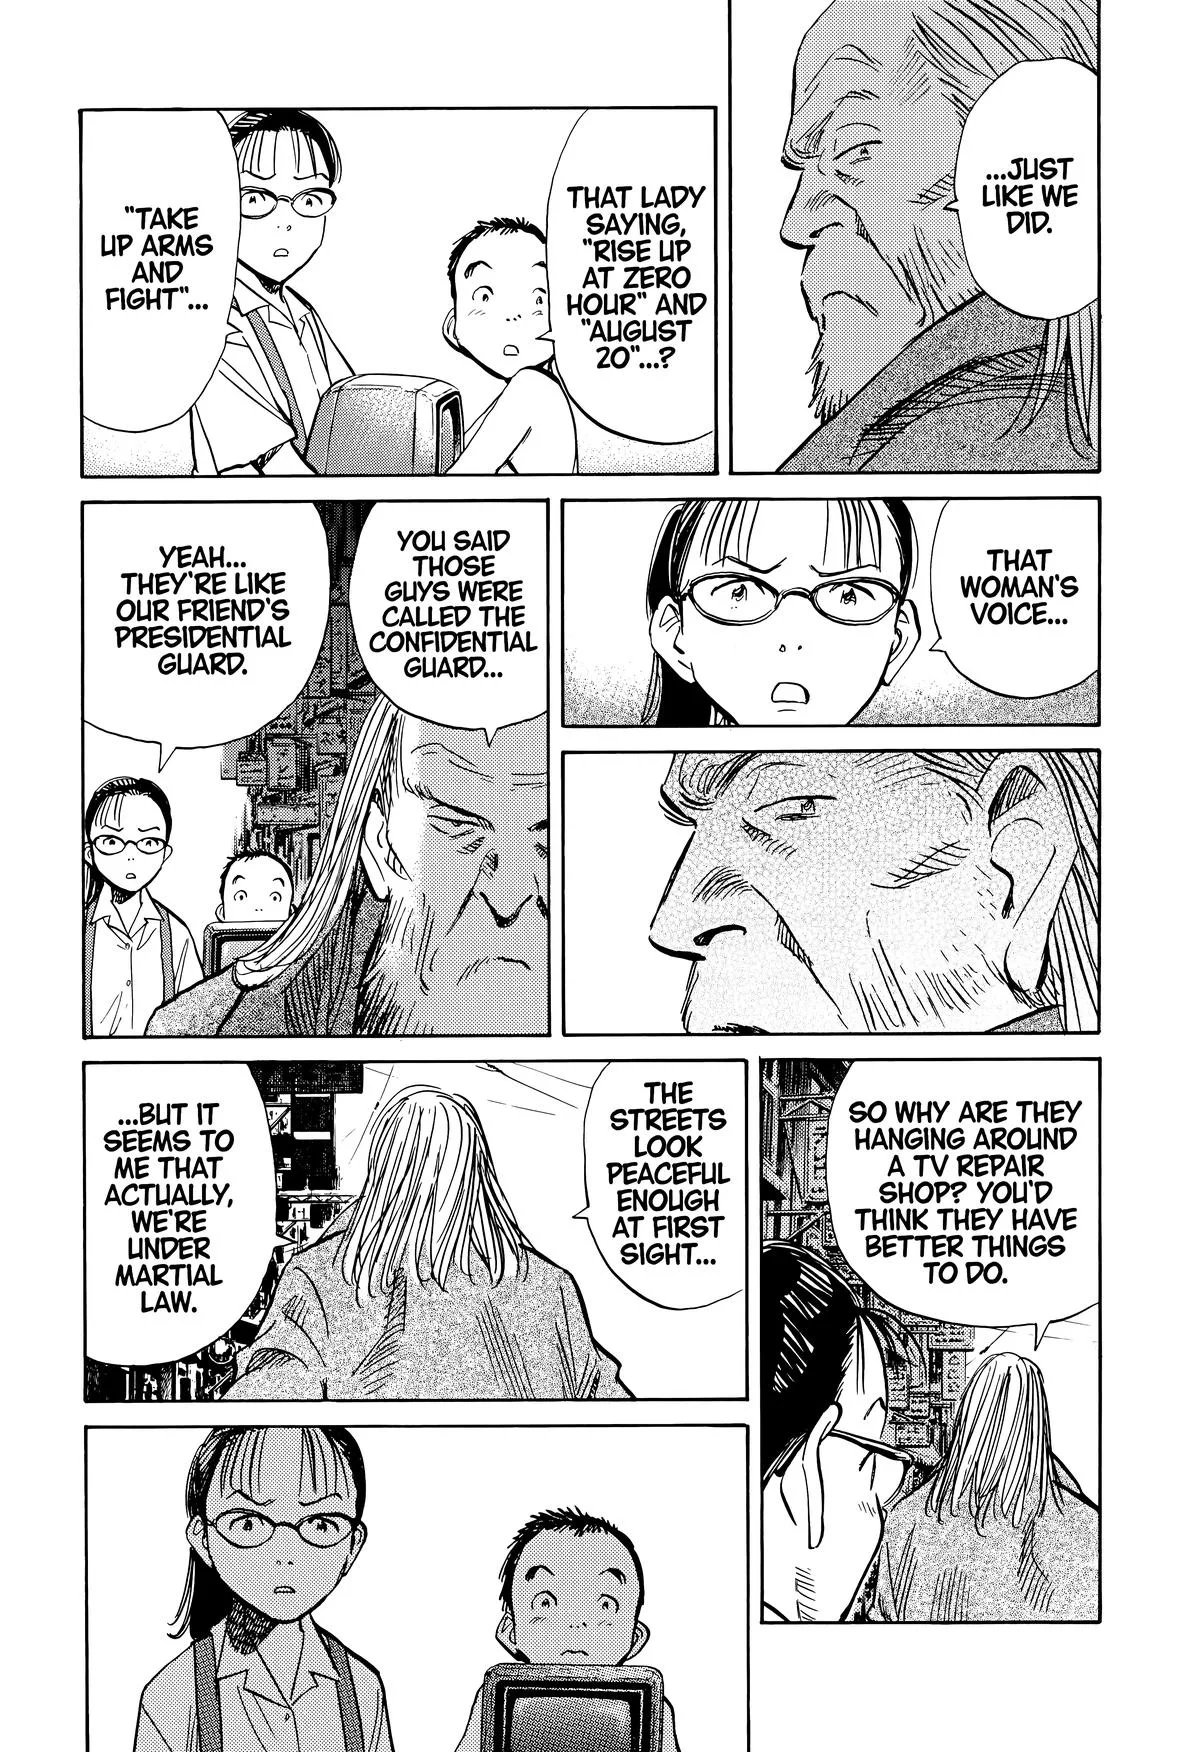 ...JUST
LIKE WE
DID.
THAT LADY
SAYING,
"RISE UP
AT ZERO
HOUR" AND
"AUGUST
20"...?
"TAKE
UP ARMS
AND
FIGHT"...
THAT
WOMAN'S
VOICE...
YOU SAID
THOSE
GUYS WERE
CALLED THE
CONFIDENTIAL
GUARD...
YEAH...
THEY'RE LIKE
OUR FRIEND'S
PRESIDENTIAL
GUARD.
SO WHY ARE THEY
HANGING AROUND
A TV REPAIR
SHOP? YOU'D
THINK THEY HAVE
BETTER THINGS
TO DO.
THE
STREETS
LOOK
PEACEFUL
ENOUGH
AT FIRST
SIGHT...
...BUT IT
SEEMS TO
ME THAT
ACTUALLY,
WE'RE
UNDER
MARTIAL
LAW.